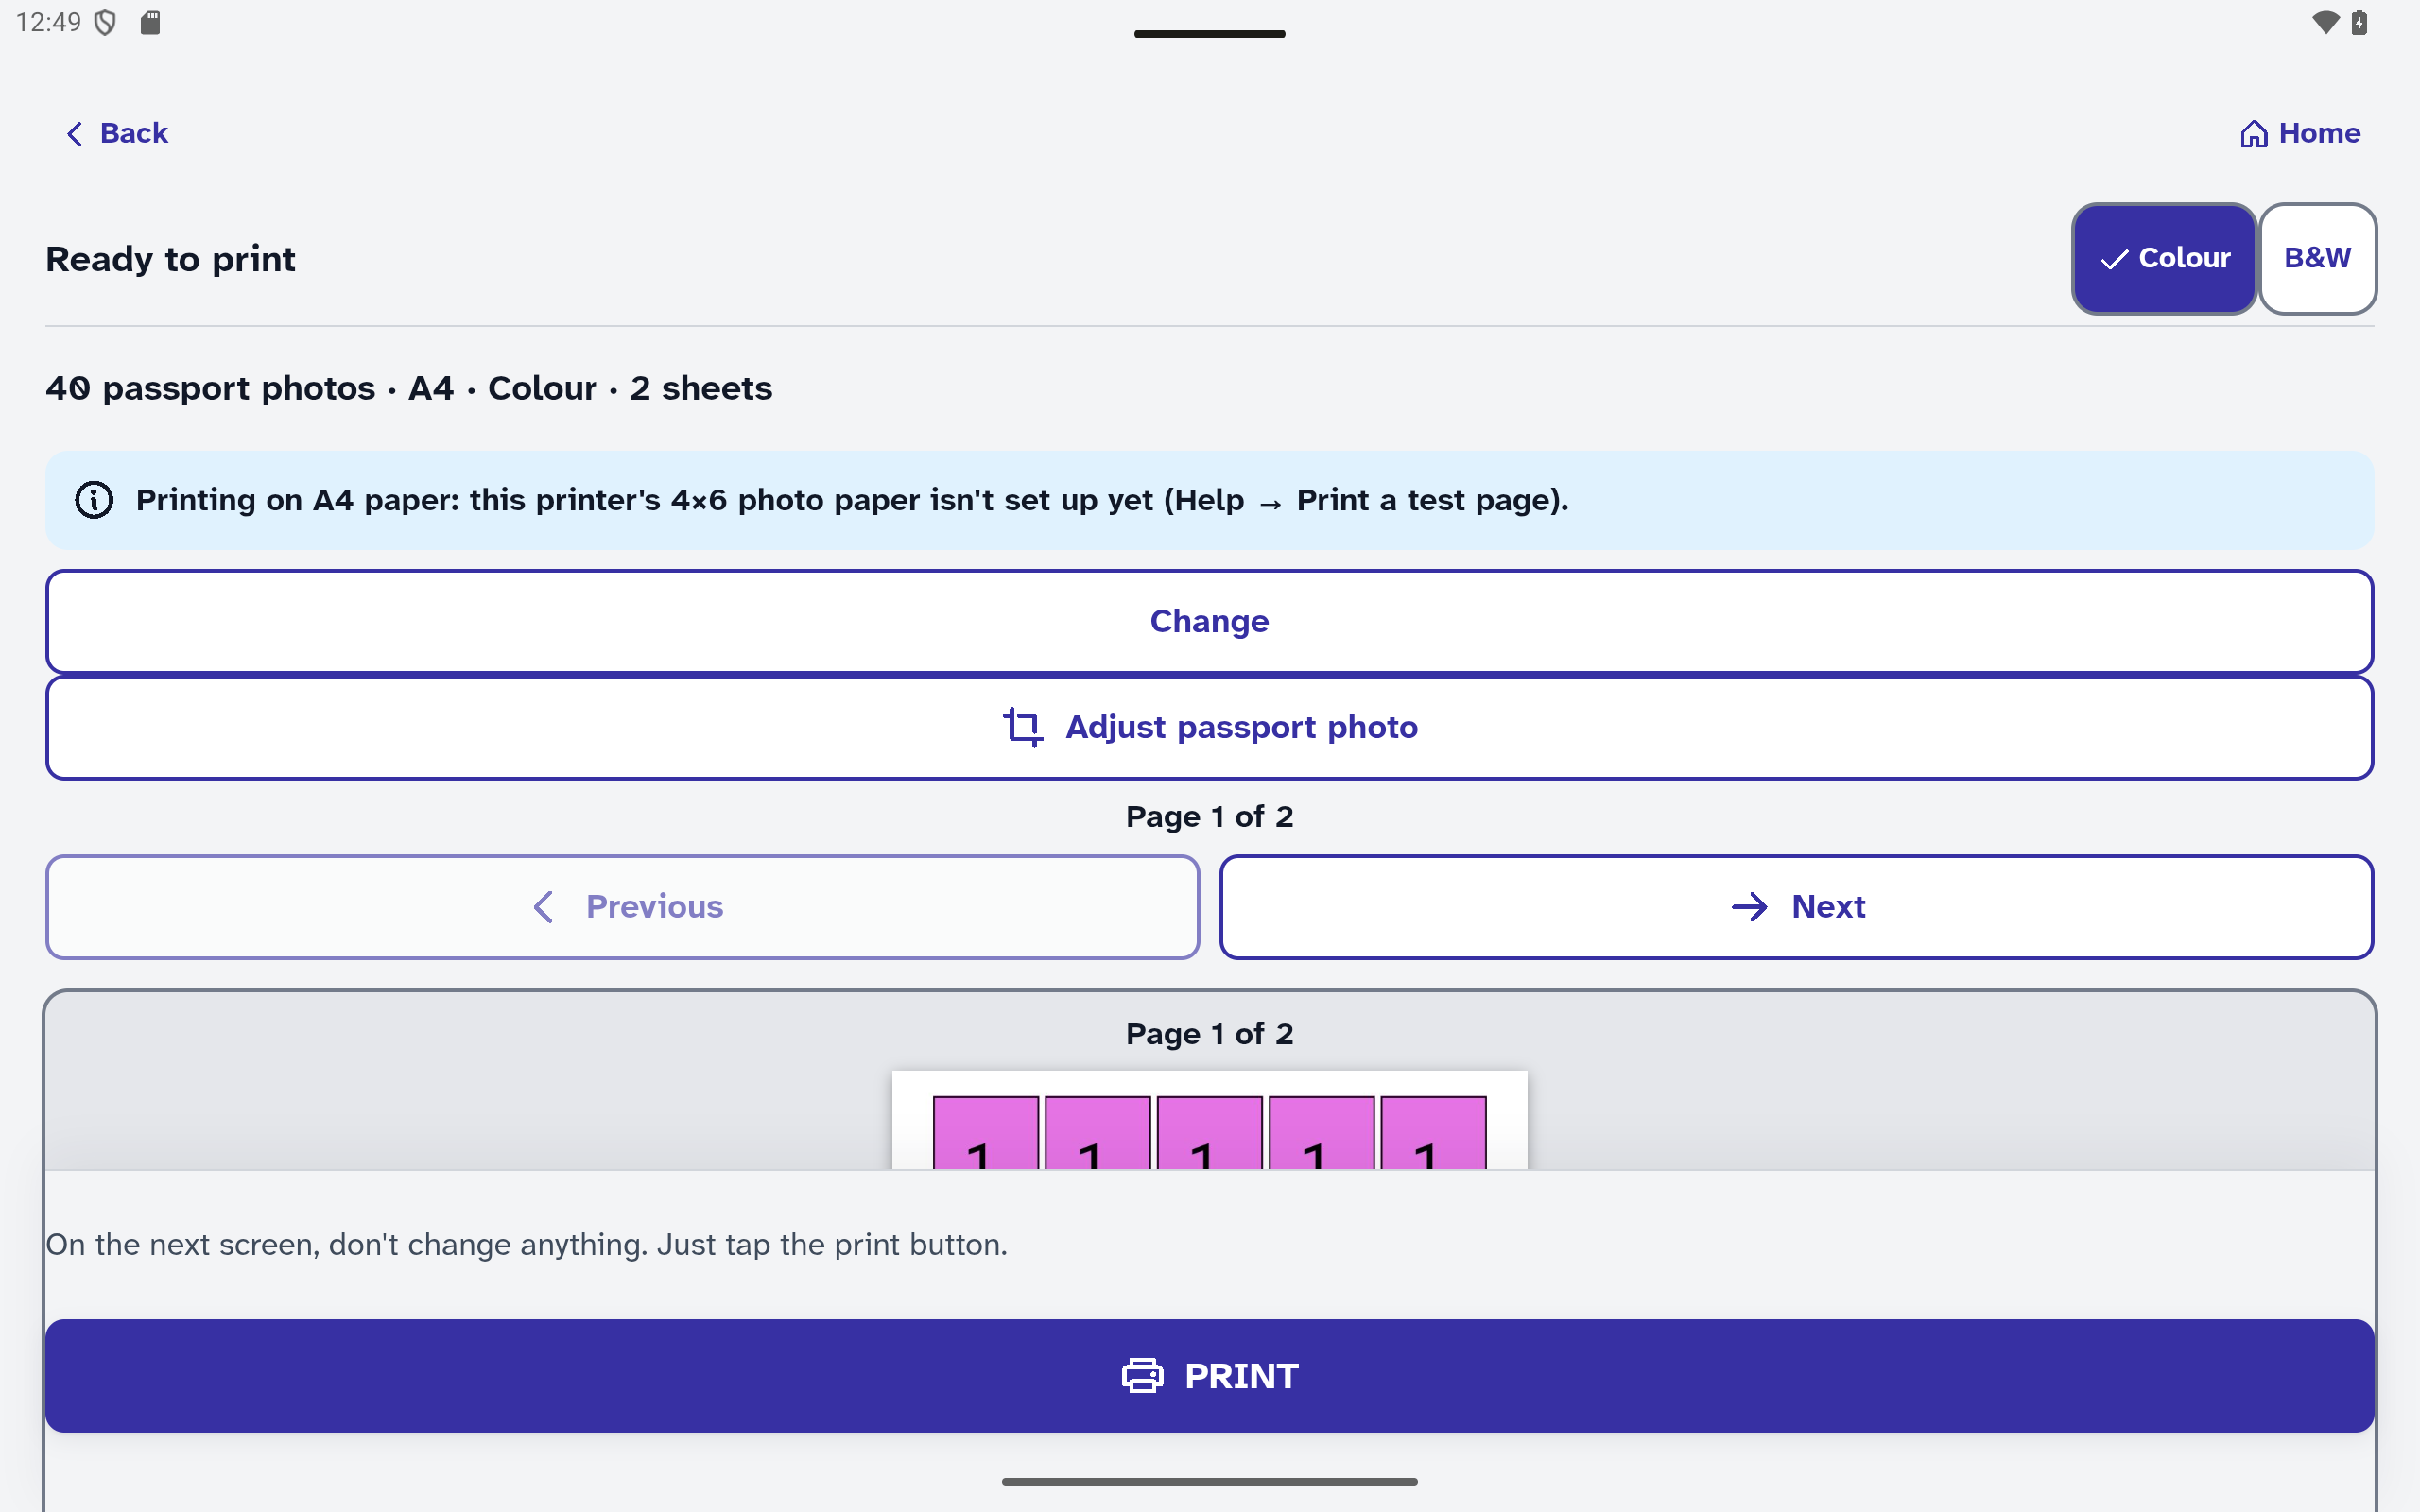 12:49
Back
Home
Ready to print
Colour
B&W
40 passport photos · A4 · Colour · 2 sheets
Printing on A4 paper: this printer's 4×6 photo paper isn't set up yet (Help → Print a test page).
Change
Adjust passport photo
Page 1 of 2
Previous
Next
Page 1 of 2
1 1 1 1 1
On the next screen, don't change anything. Just tap the print button.
PRINT